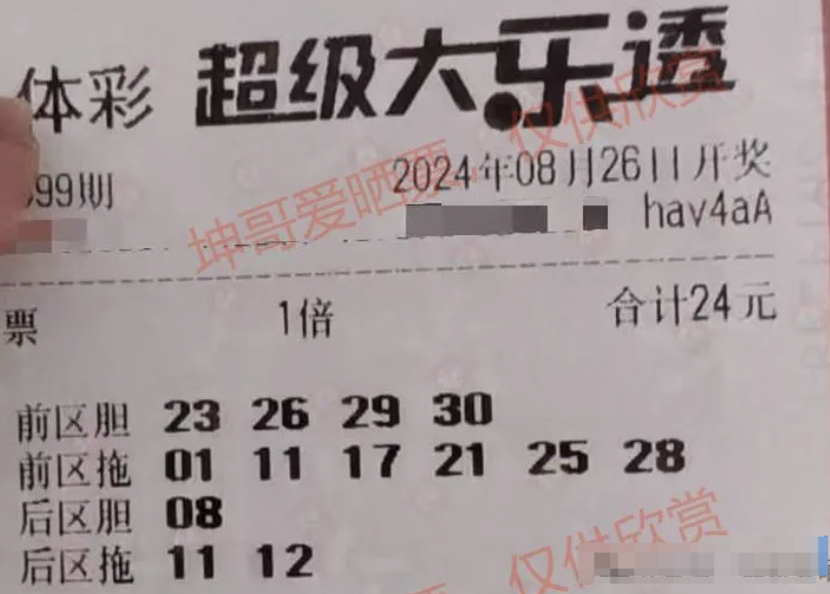 体彩 超级大乐透
99期 2024年08月26日开奖
hav4aA
坤哥爱晒票 仅供欣赏
票 1倍 合计24元
前区胆 23 26 29 30
前区拖 01 11 17 21 25 28
后区胆 08
后区拖 11 12
仅供欣赏